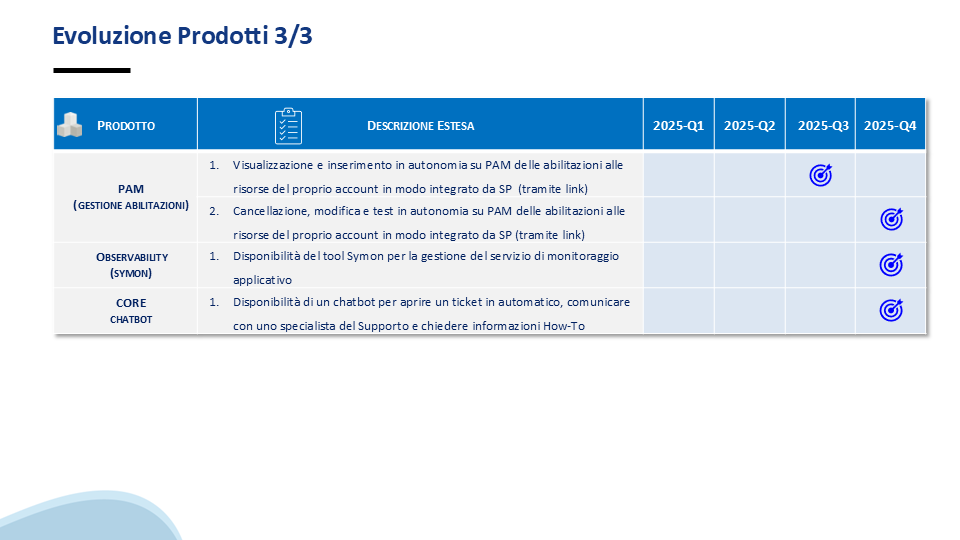 Evoluzione Prodotti 3/3
PRODOTTO
DESCRIZIONE ESTESA
2025-Q1
2025-Q2
2025-Q3
2025-Q4
PAM
(GESTIONE ABILITAZIONI)
1. Visualizzazione e inserimento in autonomia su PAM delle abilitazioni alle
risorse del proprio account in modo integrato da SP (tramite link)
2. Cancellazione, modifica e test in autonomia su PAM delle abilitazioni alle
risorse del proprio account in modo integrato da SP (tramite link)
OBSERVABILITY
(SYMON)
1. Disponibilità del tool Symon per la gestione del servizio di monitoraggio
applicativo
CORE
CHATBOT
1. Disponibilità di un chatbot per aprire un ticket in automatico, comunicare
con uno specialista del Supporto e chiedere informazioni How-To